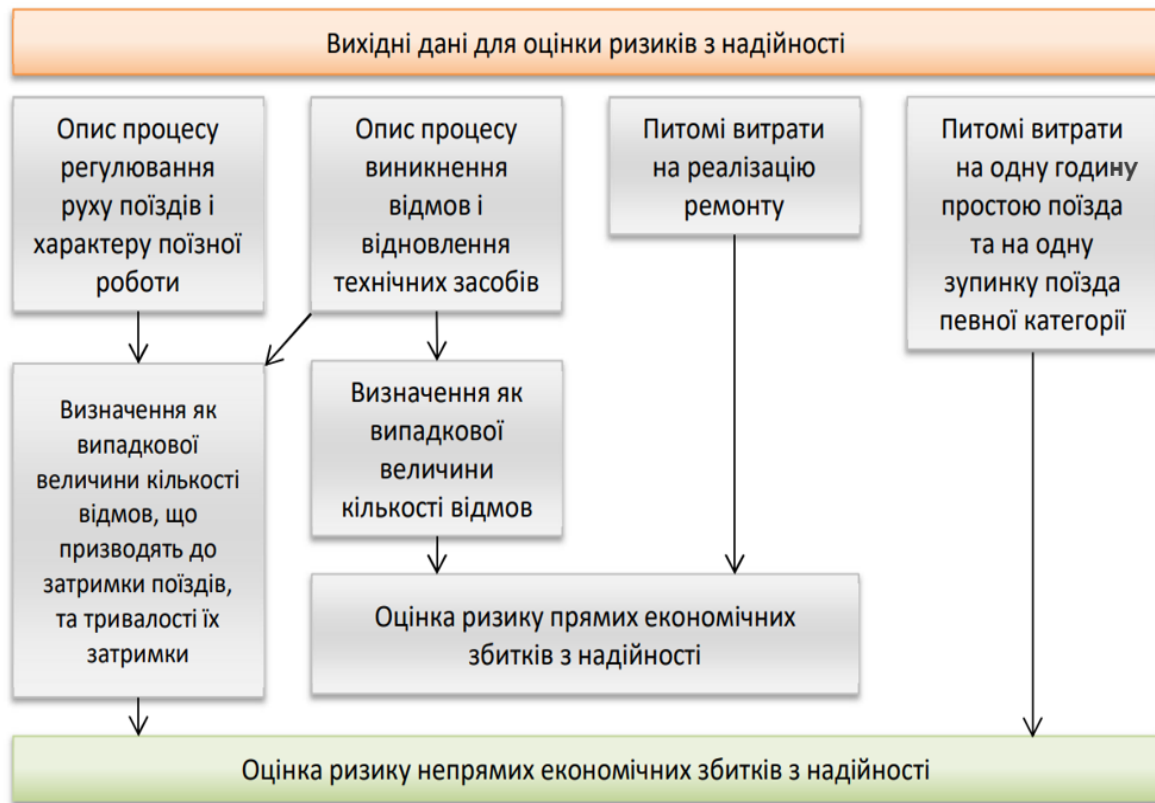 Вихідні дані для оцінки ризиків з надійності
Опис процесу
регулювання
руху поїздів і
характеру поїзної
роботи
Опис процесу
виникнення
відмов і
відновлення
технічних засобів
Питомі витрати
на реалізацію
ремонту
Питомі витрати
на одну годину
простою поїзда
та на одну
зупинку поїзда
певної категорії
Визначення як
випадкової
величини кількості
відмов, що
призводять до
затримки поїздів,
та тривалості їх
затримки
Визначення як
випадкової
величини
кількості відмов
Оцінка ризику прямих економічних
збитків з надійності
Оцінка ризику непрямих економічних збитків з надійності